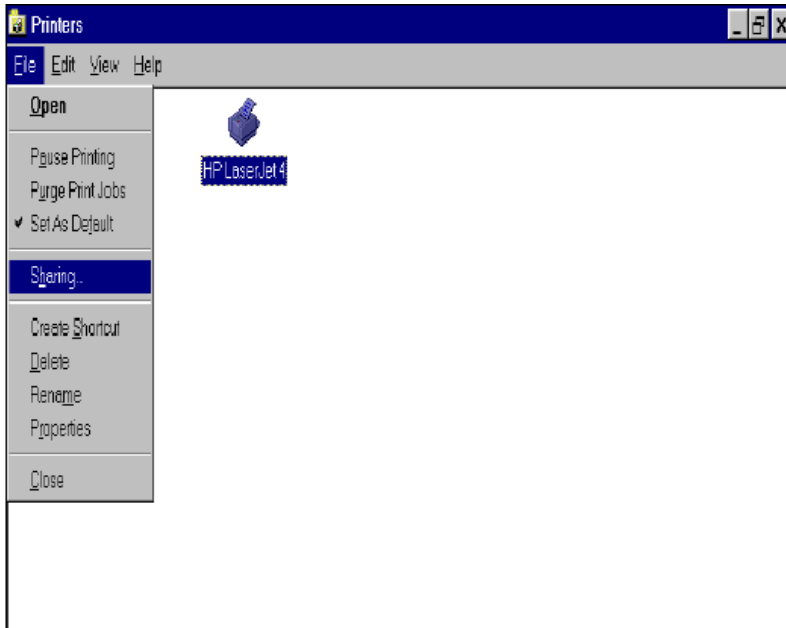 Printers
File Edit View Help
Open
Pause Printing
Purge Print Jobs
Set As Default
Sharing...
Create Shortcut
Delete
Rename
Properties
Close
HP LaserJet 4